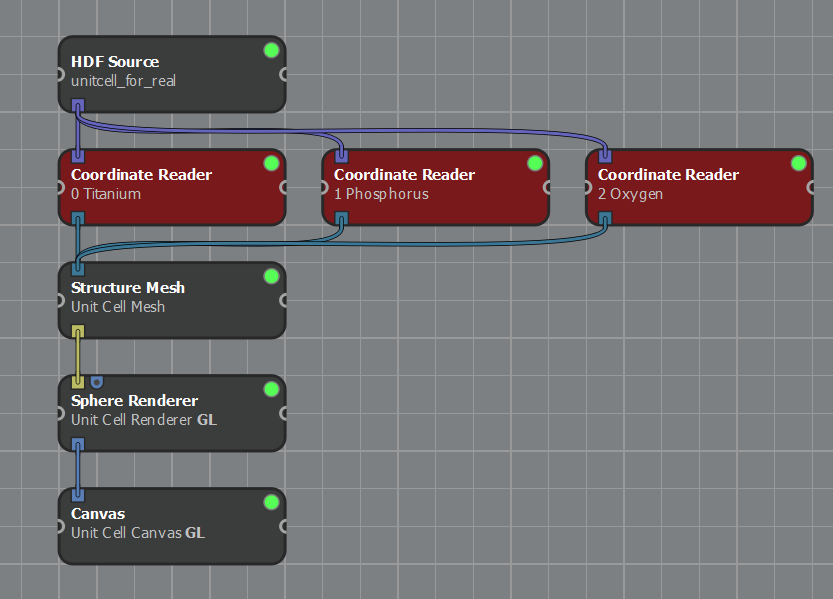 HDF Source
unitcell_for_real
Coordinate Reader
0 Titanium
Coordinate Reader
1 Phosphorus
Coordinate Reader
2 Oxygen
Structure Mesh
Unit Cell Mesh
Sphere Renderer
Unit Cell Renderer GL
Canvas
Unit Cell Canvas GL